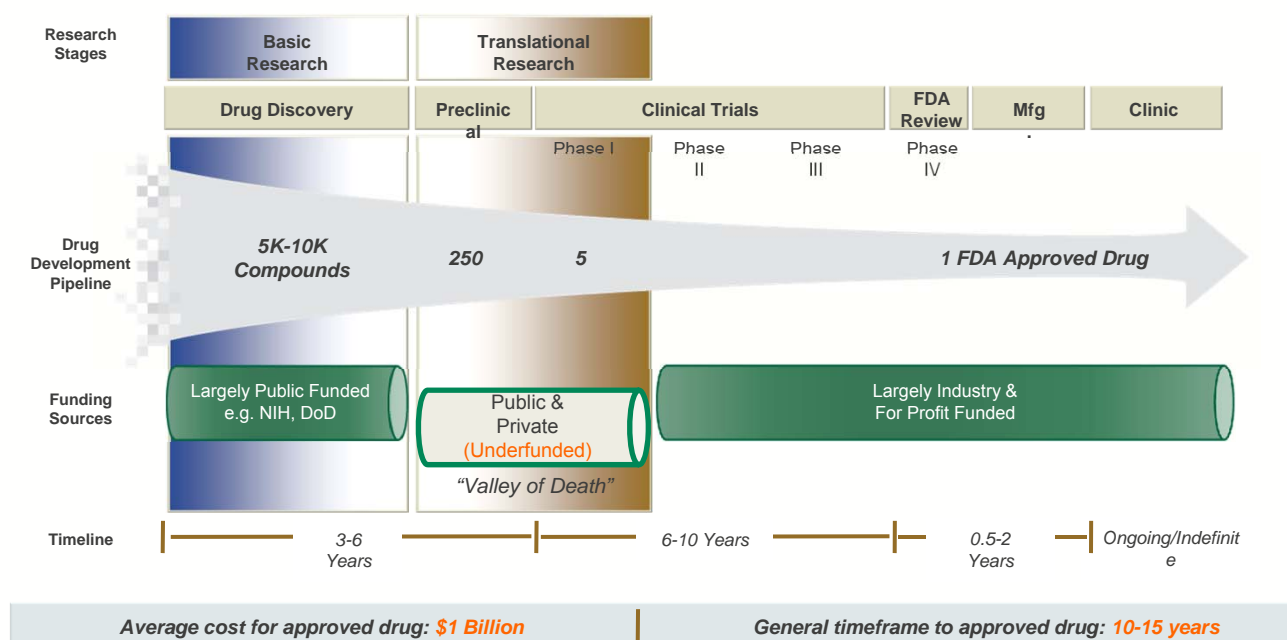 Research
Stages
Basic
Research
Translational
Research
Drug Discovery
Preclinic
al
Clinical Trials
FDA
Review
Mfg
.
Clinic
Phase I
Phase
II
Phase
III
Phase
IV
Drug
Development
Pipeline
5K-10K
Compounds
250
5
1 FDA Approved Drug
Funding
Sources
Largely Public Funded
e.g. NIH, DoD
Public &
Private
(Underfunded)
Largely Industry &
For Profit Funded
“Valley of Death”
Timeline
3-6
Years
6-10 Years
0.5-2
Years
Ongoing/Indefinit
e
Average cost for approved drug: $1 Billion
General timeframe to approved drug: 10-15 years